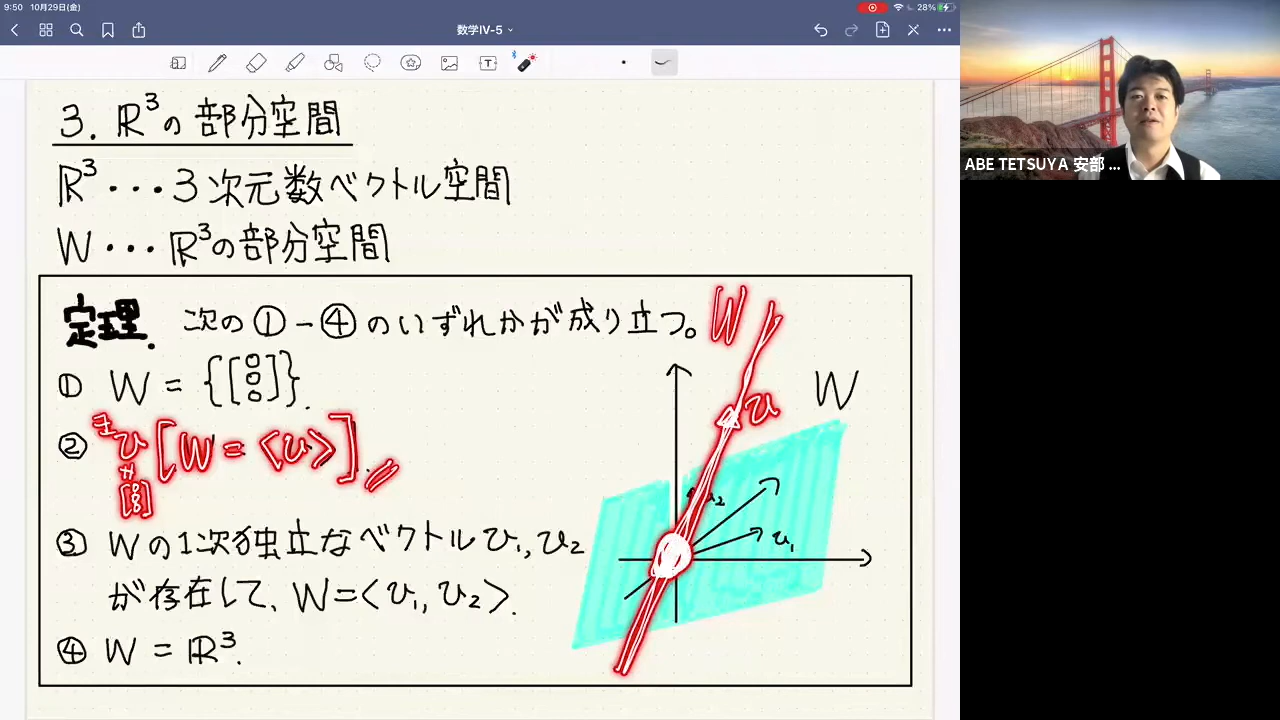 9:50 10月29日(金)
28%
数学IV-5
3. ℝ³の部分空間
ℝ³・・・3次元数ベクトル空間
W・・・ℝ³の部分空間
定理. 次の①-④のいずれかが成り立つ。
① W = {[0 0 0]}.
② ∃v≠[0 0 0] [W = <v>].
③ Wの1次独立なベクトルv₁, v₂
が存在して、W=<v₁, v₂>.
④ W = ℝ³.
W
v
W
v₂
v₁
ABE TETSUYA 安部 ...